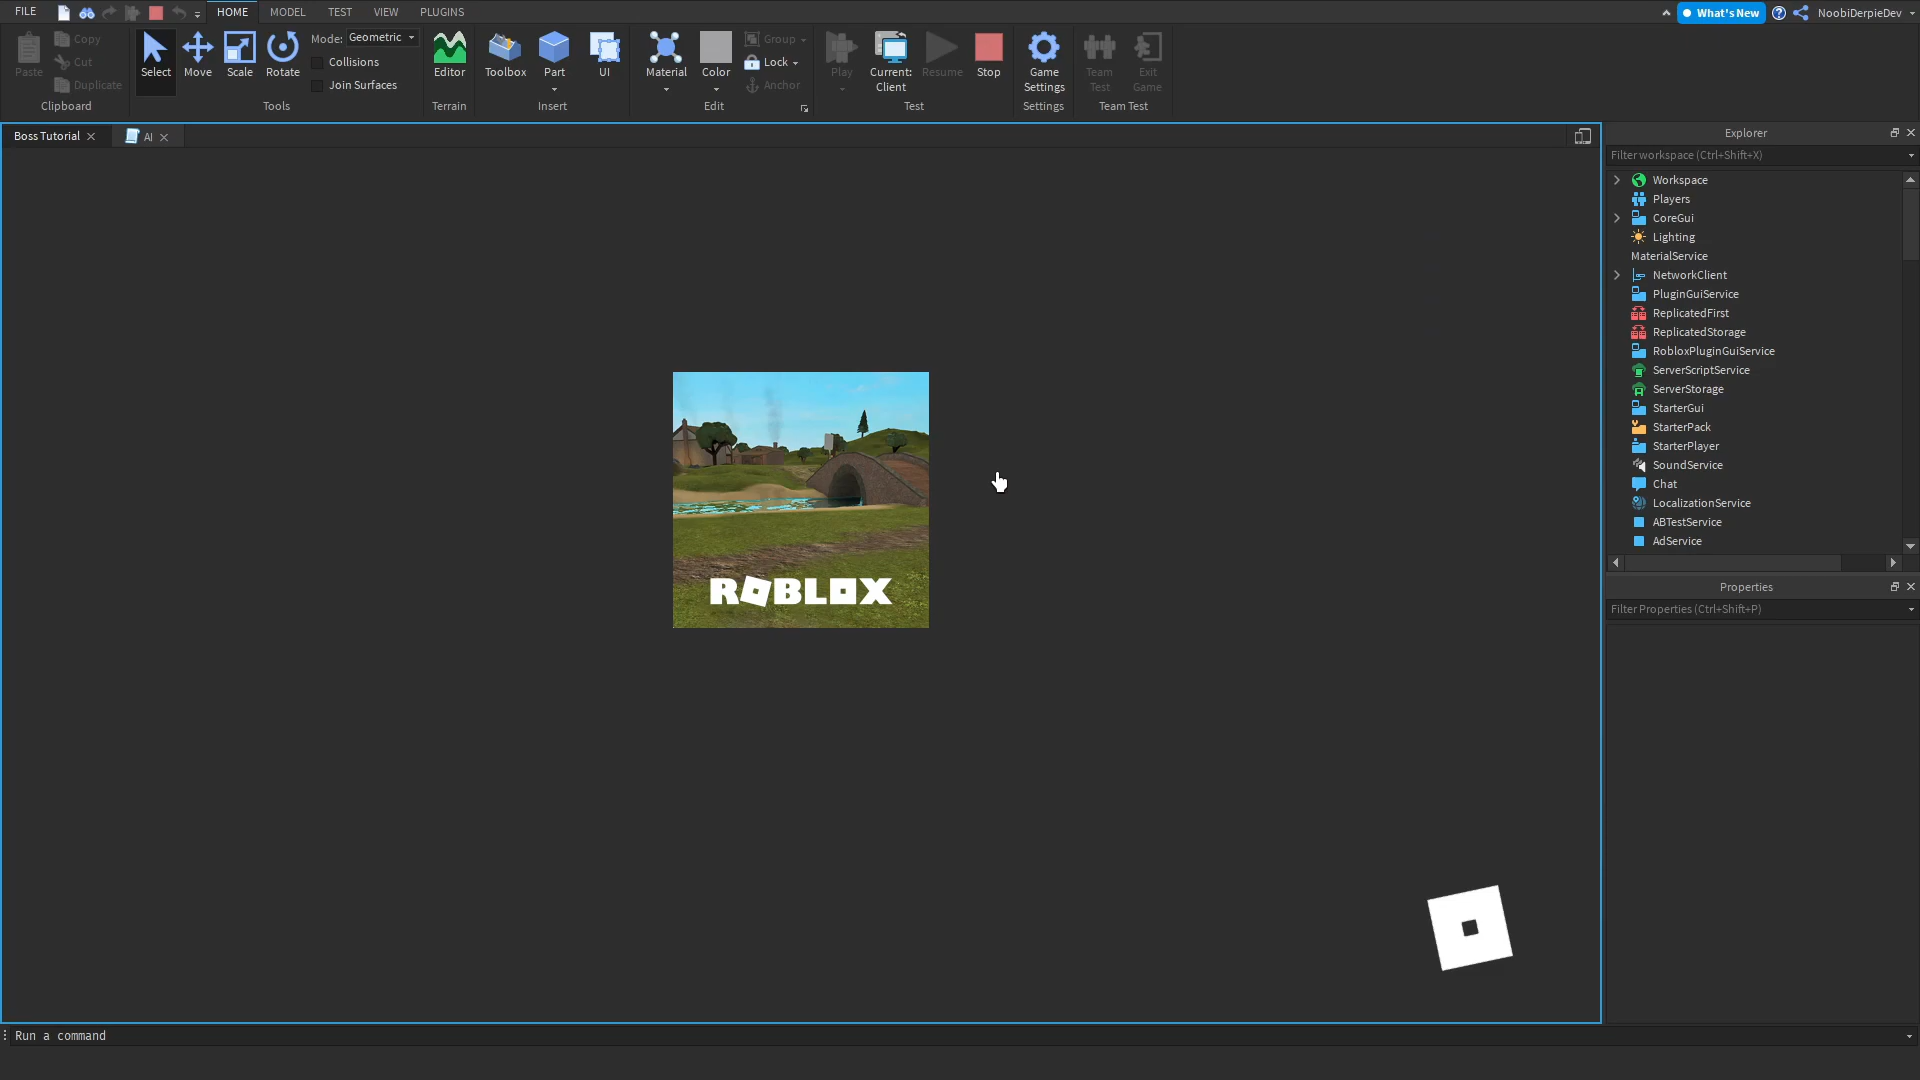 FILE
HOME
MODEL
TEST
VIEW
PLUGINS
What's New
NoobiDerpieDev
Paste
Copy
Cut
Duplicate
Clipboard
Select
Move
Scale
Rotate
Mode: Geometric
Collisions
Join Surfaces
Tools
Editor
Terrain
Toolbox
Part
UI
Insert
Material
Color
Group
Lock
Anchor
Edit
Play
Current:
Client
Resume
Stop
Test
Game
Settings
Settings
Team
Test
Exit
Game
Team Test
Boss Tutorial
AI
ROBLOX
Explorer
Filter workspace (Ctrl+Shift+X)
Workspace
Players
CoreGui
Lighting
MaterialService
NetworkClient
PluginGuiService
ReplicatedFirst
ReplicatedStorage
RobloxPluginGuiService
ServerScriptService
ServerStorage
StarterGui
StarterPack
StarterPlayer
SoundService
Chat
LocalizationService
ABTestService
AdService
Properties
Filter Properties (Ctrl+Shift+P)
Run a command